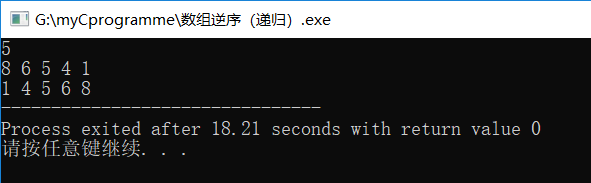 G:\myCprogramme\数组逆序（递归）.exe
5
8 6 5 4 1
1 4 5 6 8
--------------------------------
Process exited after 18.21 seconds with return value 0
请按任意键继续. . .